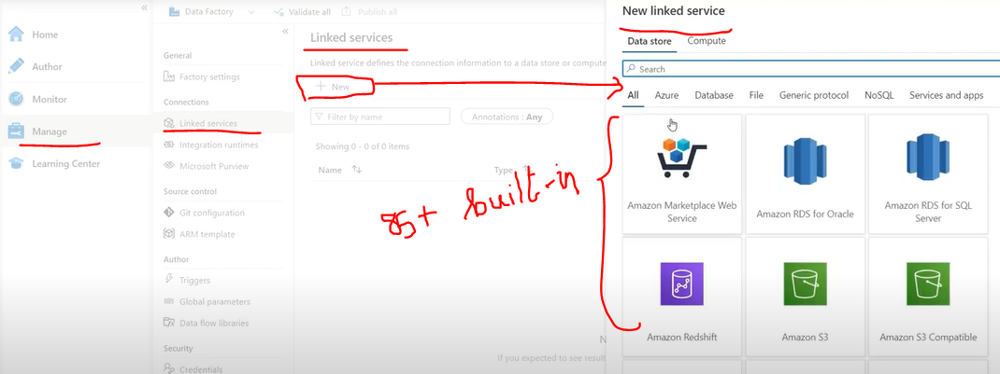 Data Factory
Validate all
Publish all
«
Home
Author
Monitor
Manage
Learning Center
«
General
Factory settings
Connections
Linked services
Integration runtimes
Microsoft Purview
Source control
Git configuration
ARM template
Author
Triggers
Global parameters
Data flow libraries
Security
Credentials
Linked services
Linked service defines the connection information to a data store or compute
+ New
Filter by name
Annotations : Any
Showing 0 - 0 of 0 items
Name
Type
85+ built-in
N
If you expected to see result
New linked service
Data store
Compute
Search
All
Azure
Database
File
Generic protocol
NoSQL
Services and apps
Amazon Marketplace Web
Service
Amazon RDS for Oracle
Amazon RDS for SQL
Server
Amazon Redshift
Amazon S3
Amazon S3 Compatible